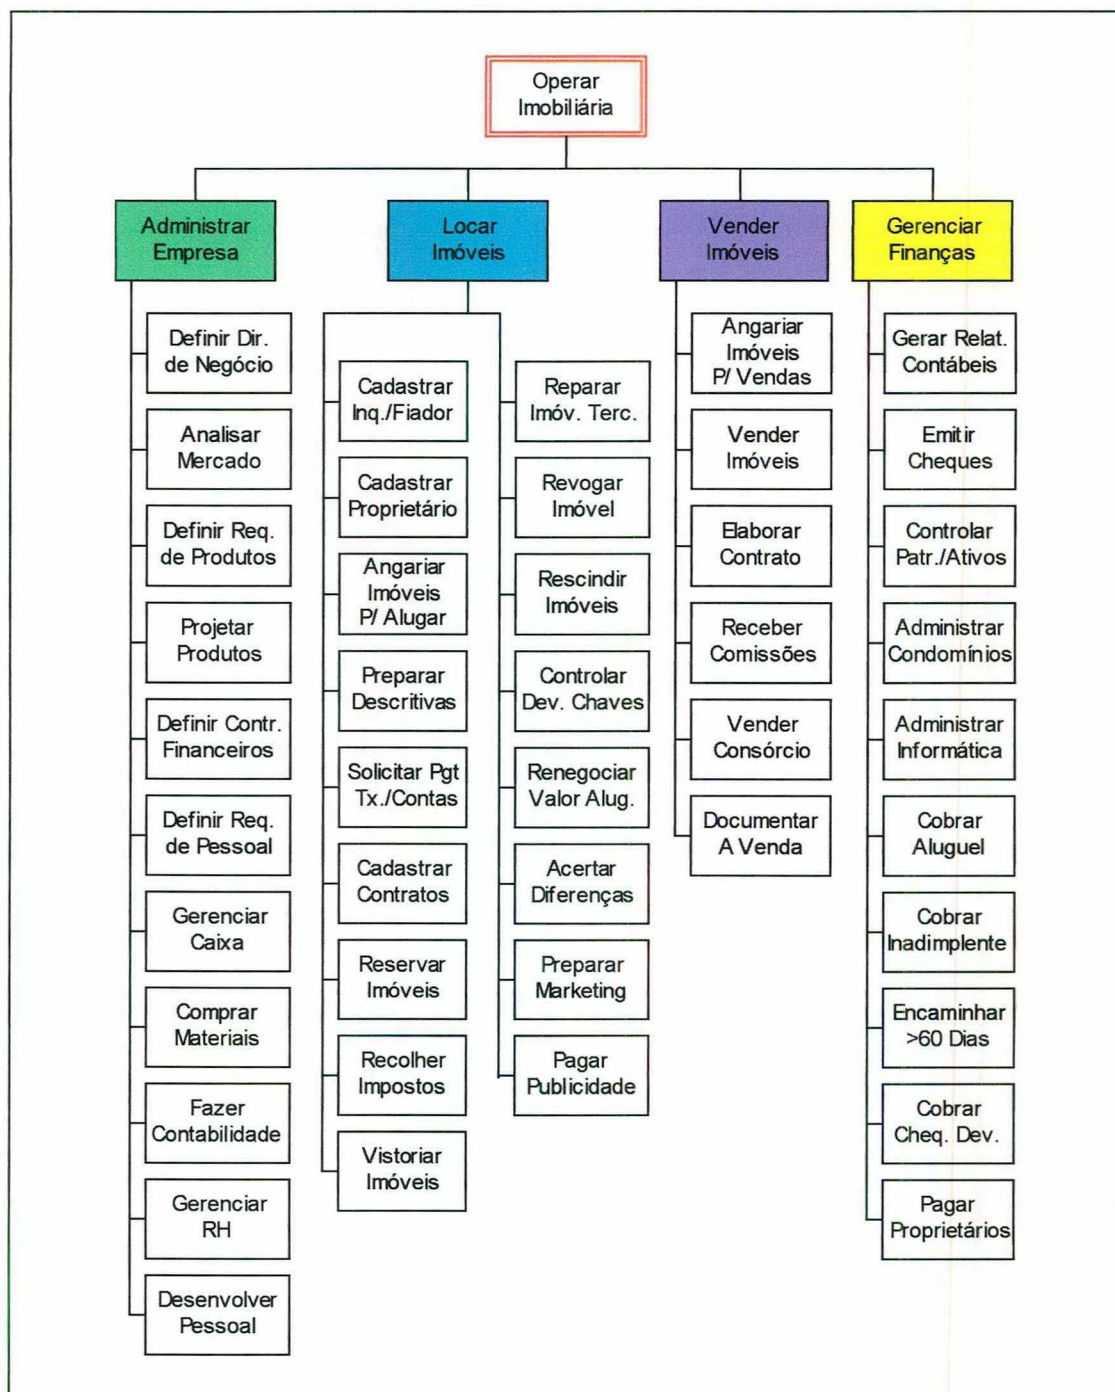 Operar
Imobiliária
Administrar
Empresa
Definir Dir.
de Negócio
Analisar
Mercado
Definir Req.
de Produtos
Projetar
Produtos
Definir Contr.
Financeiros
Definir Req.
de Pessoal
Gerenciar
Caixa
Comprar
Materiais
Fazer
Contabilidade
Gerenciar
RH
Desenvolver
Pessoal
Locar
Imóveis
Cadastrar
Inq./Fiador
Cadastrar
Proprietário
Angariar
Imóveis
P/ Alugar
Preparar
Descritivas
Solicitar Pgt
Tx./Contas
Cadastrar
Contratos
Reservar
Imóveis
Recolher
Impostos
Vistoriar
Imóveis
Reparar
Imóv. Terc.
Revogar
Imóvel
Rescindir
Imóveis
Controlar
Dev. Chaves
Renegociar
Valor Alug.
Acertar
Diferenças
Preparar
Marketing
Pagar
Publicidade
Vender
Imóveis
Angariar
Imóveis
P/ Vendas
Vender
Imóveis
Elaborar
Contrato
Receber
Comissões
Vender
Consórcio
Documentar
A Venda
Gerenciar
Finanças
Gerar Relat.
Contábeis
Emitir
Cheques
Controlar
Patr./Ativos
Administrar
Condomínios
Administrar
Informática
Cobrar
Aluguel
Cobrar
Inadimplente
Encaminhar
>60 Dias
Cobrar
Cheq. Dev.
Pagar
Proprietários